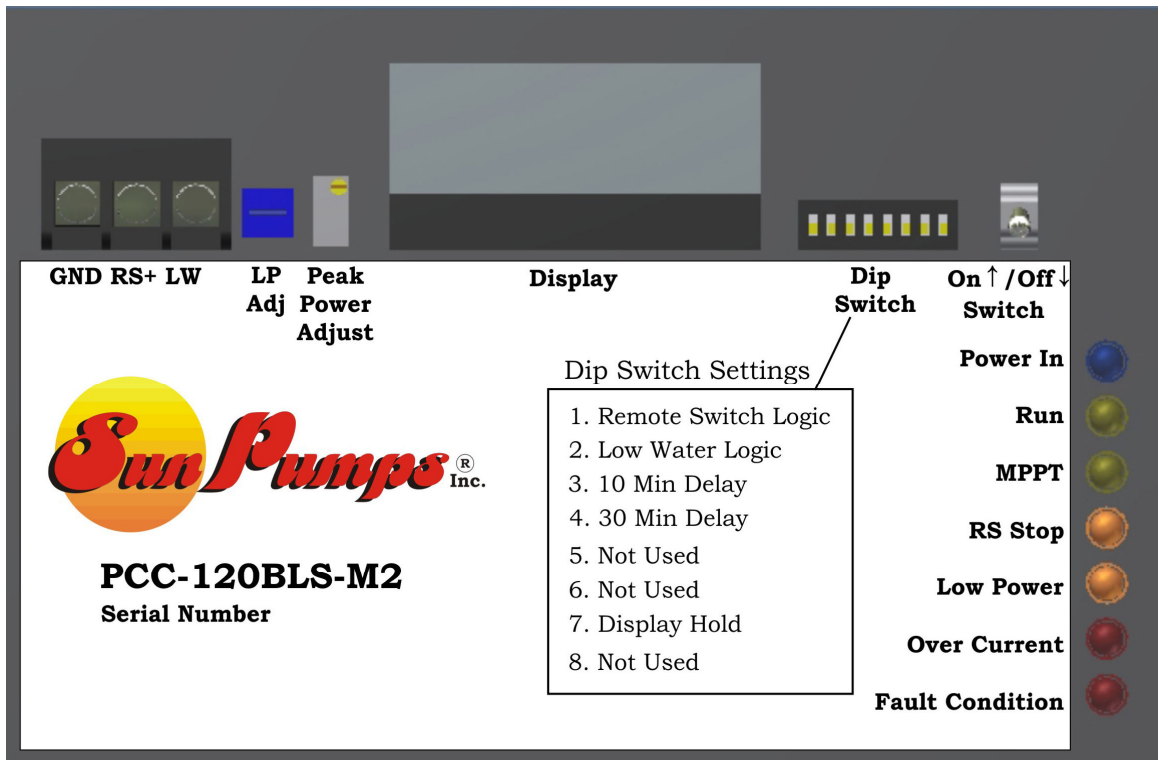 GND RS+ LW
LP
Adj
Peak
Power
Adjust
Display
Dip
Switch
On ↑ /Off ↓
Switch
Dip Switch Settings
1. Remote Switch Logic
2. Low Water Logic
3. 10 Min Delay
4. 30 Min Delay
5. Not Used
6. Not Used
7. Display Hold
8. Not Used
Power In
Run
MPPT
RS Stop
Low Power
Over Current
Fault Condition
Sun Pumps ® Inc.
PCC-120BLS-M2
Serial Number